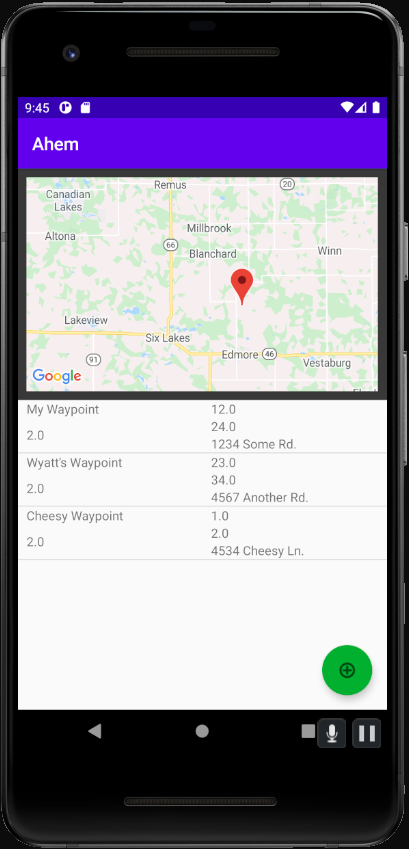 9:45
Ahem
Remus
20
Canadian
Lakes
Millbrook
Altona
66
Blanchard
Winn
Lakeview
Six Lakes
Edmore
46
91
Vestaburg
Google
My Waypoint
12.0
24.0
2.0
1234 Some Rd.
Wyatt's Waypoint
23.0
34.0
2.0
4567 Another Rd.
Cheesy Waypoint
1.0
2.0
2.0
4534 Cheesy Ln.